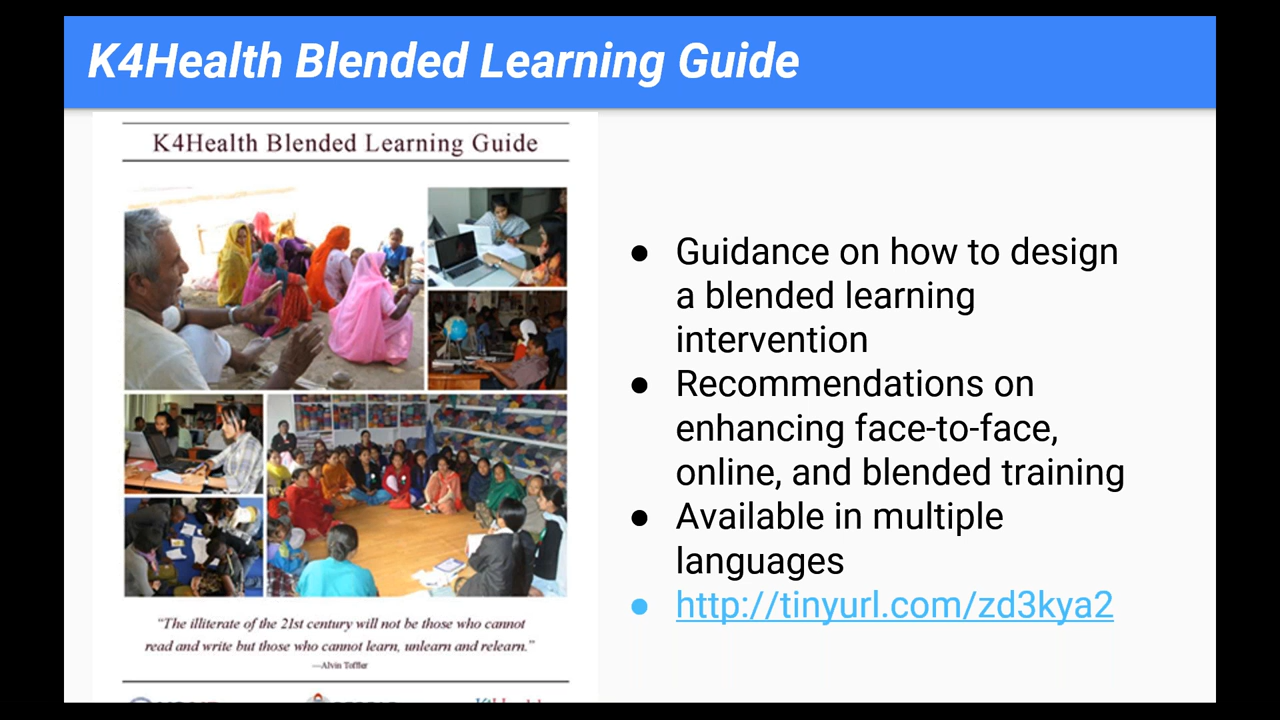 K4Health Blended Learning Guide
K4Health Blended Learning Guide
“The illiterate of the 21st century will not be those who cannot
read and write but those who cannot learn, unlearn and relearn.”
—Alvin Toffler
● Guidance on how to design
a blended learning
intervention
● Recommendations on
enhancing face-to-face,
online, and blended training
● Available in multiple
languages
● http://tinyurl.com/zd3kya2